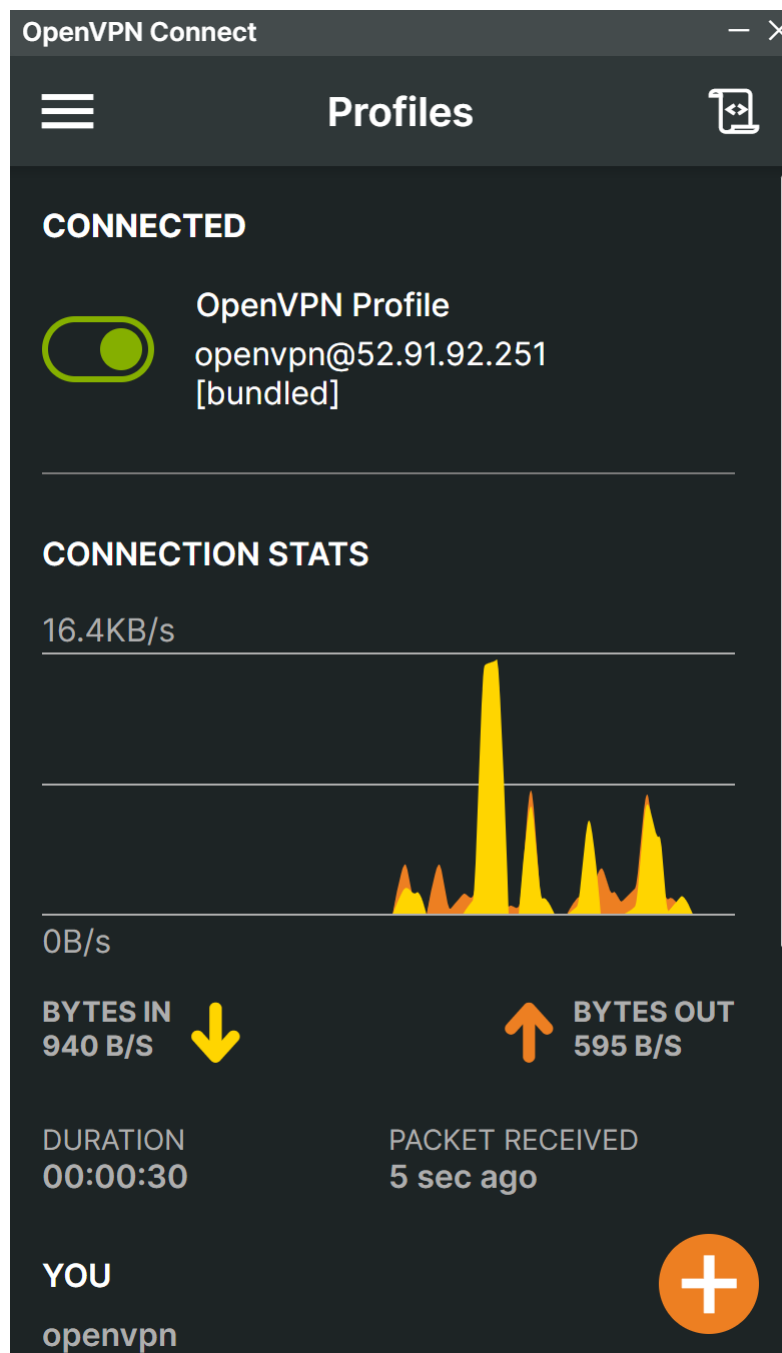 OpenVPN Connect
Profiles
CONNECTED
OpenVPN Profile
openvpn@52.91.92.251
[bundled]
CONNECTION STATS
16.4KB/s
0B/s
BYTES IN
940 B/S
BYTES OUT
595 B/S
DURATION
00:00:30
PACKET RECEIVED
5 sec ago
YOU
openvpn